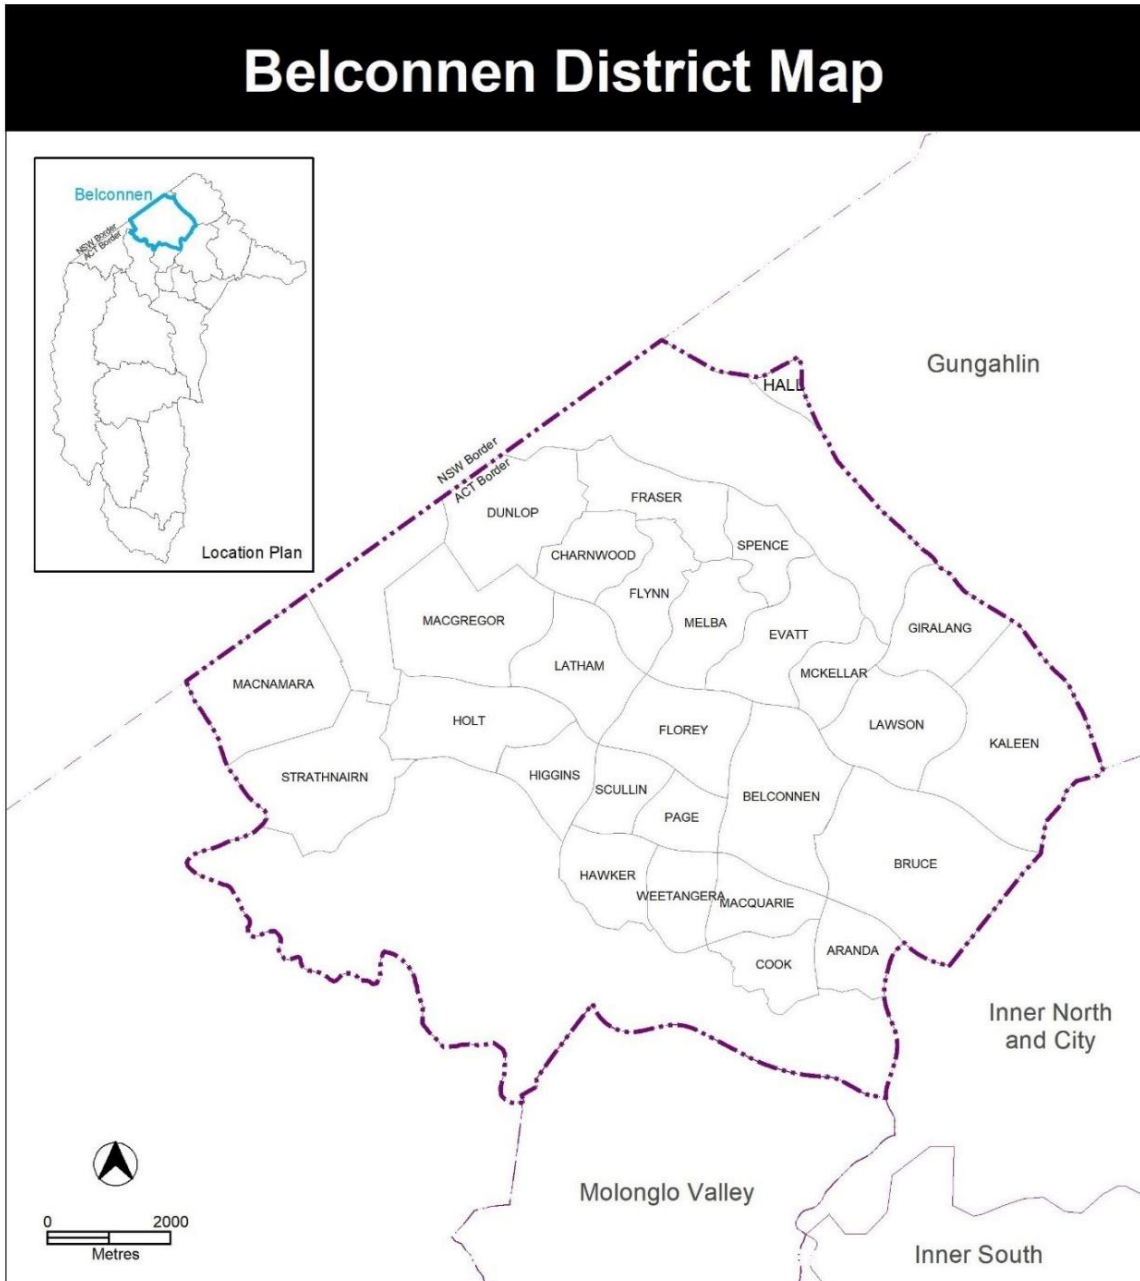 Belconnen District Map
Belconnen
NSW Border
ACT Border
Location Plan
Gungahlin
HALL
NSW Border
ACT Border
DUNLOP
FRASER
SPENCE
CHARNWOOD
FLYNN
MELBA
EVATT
GIRALANG
MACGREGOR
LATHAM
MCKELLAR
MACNAMARA
HOLT
FLOREY
LAWSON
KALEEN
STRATHNAIRN
HIGGINS
SCULLIN
BELCONNEN
PAGE
BRUCE
HAWKER
WEETANGERA
MACQUARIE
COOK
ARANDA
Inner North
and City
Molonglo Valley
Inner South
0 2000
Metres